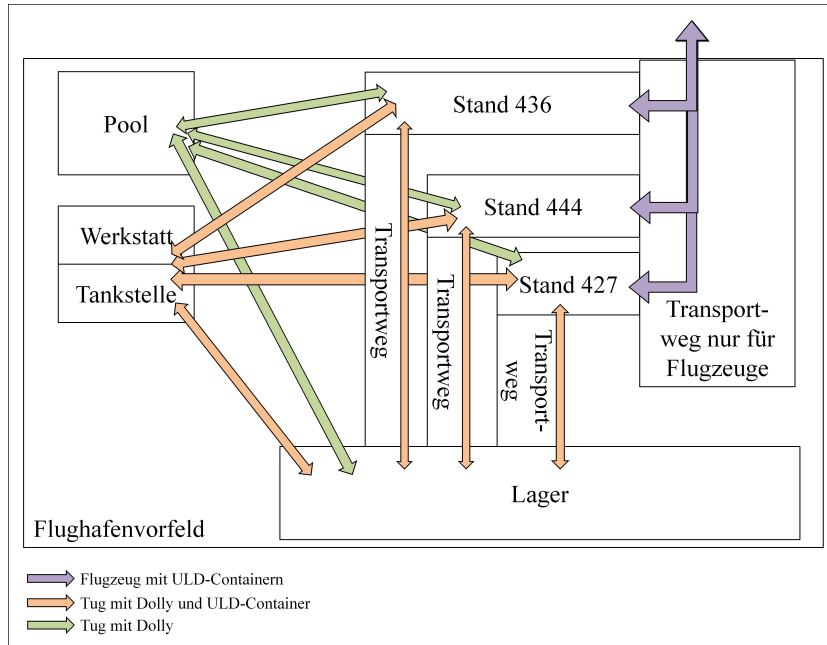 Pool
Stand 436
Stand 444
Werkstatt
Tankstelle
Stand 427
Transportweg
Transportweg
Transport-
weg
Transport-
weg nur für
Flugzeuge
Lager
Flughafenvorfeld
Flugzeug mit ULD-Containern
Tug mit Dolly und ULD-Container
Tug mit Dolly